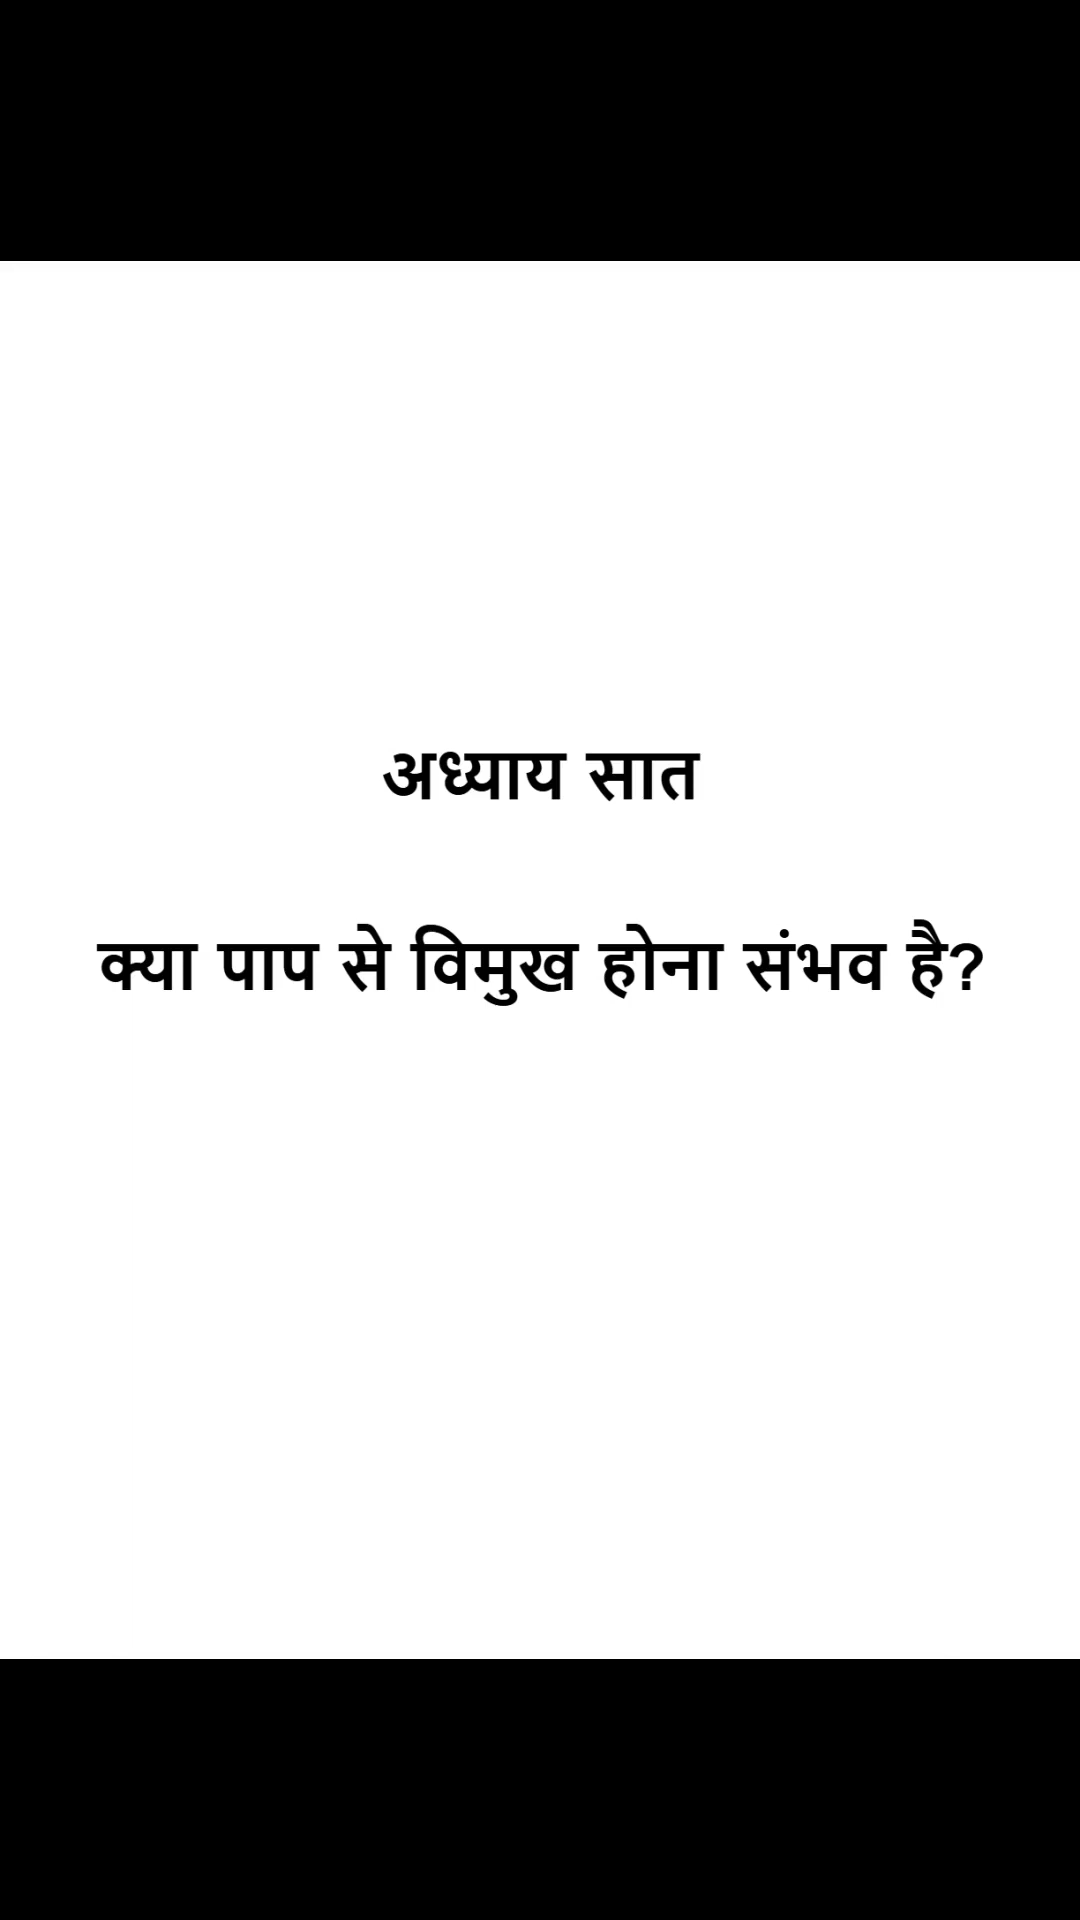 अध्याय सात
क्या पाप से विमुख होना संभव है?